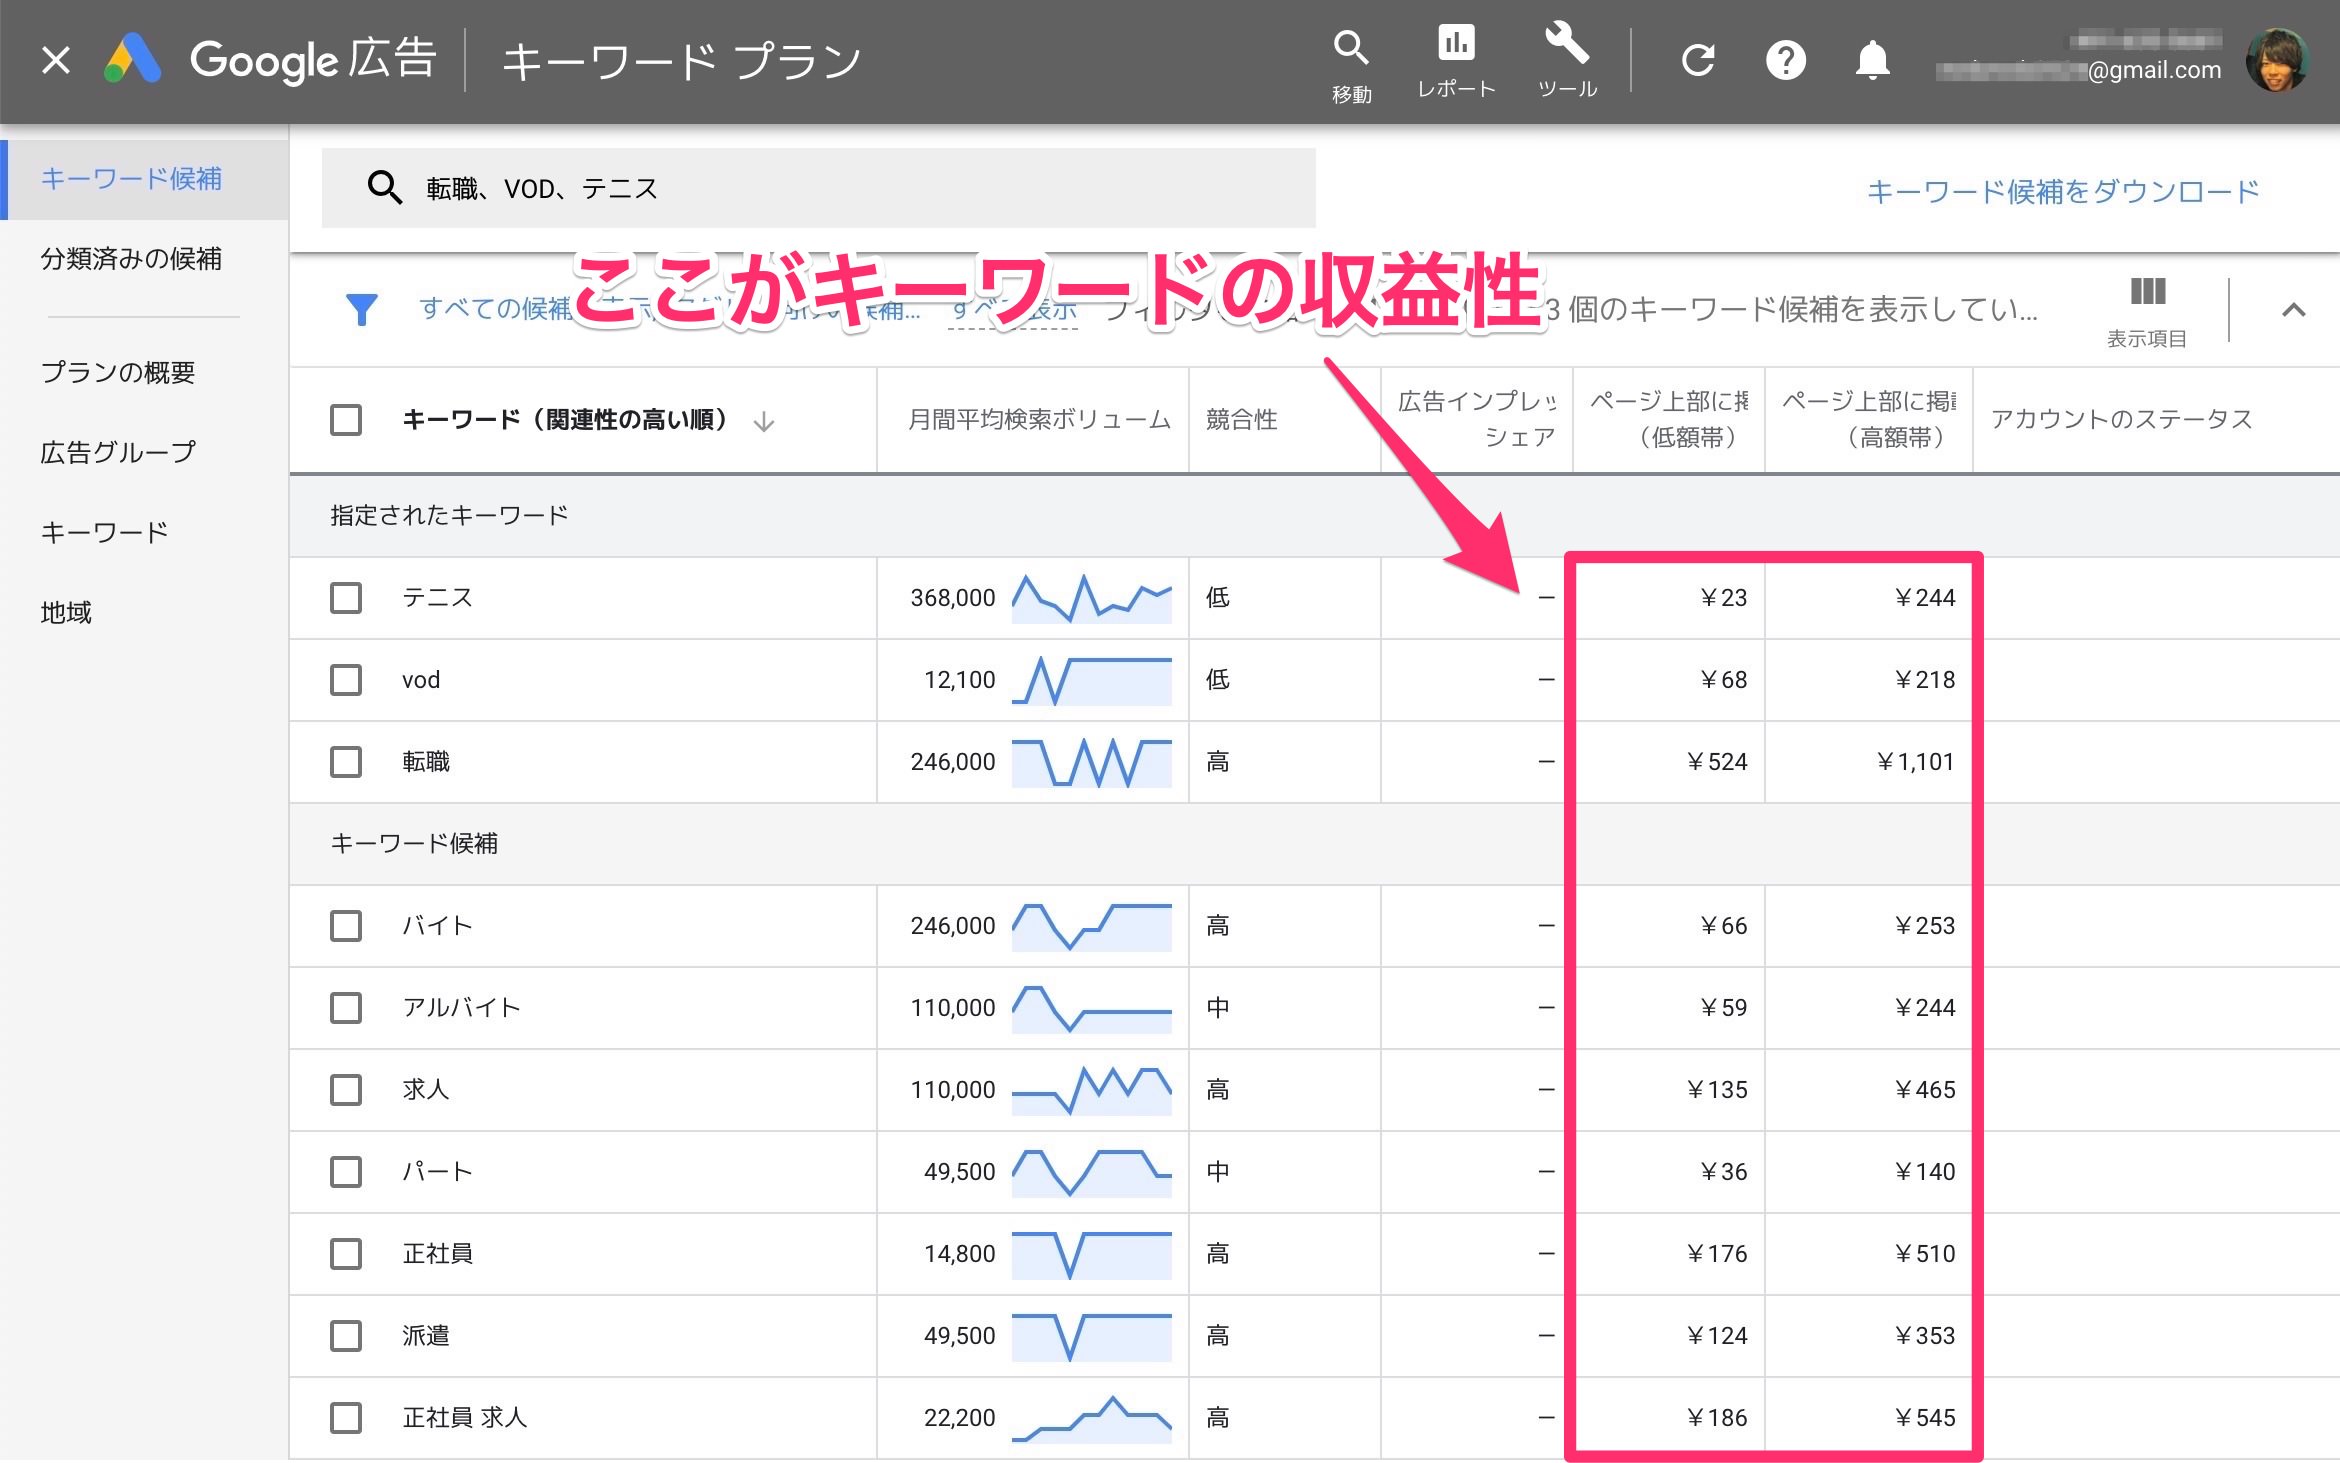 Google 広告
キーワード プラン
移動
レポート
ツール
@gmail.com
キーワード候補
分類済みの候補
プランの概要
広告グループ
キーワード
地域
転職、VOD、テニス
キーワード候補をダウンロード
ここがキーワードの収益性
すべての候補
3 個のキーワード候補を表示してい...
表示項目
キーワード（関連性の高い順）
月間平均検索ボリューム
競合性
広告インプレッ
シェア
ページ上部に掲
（低額帯）
ページ上部に掲載
（高額帯）
アカウントのステータス
指定されたキーワード
テニス 368,000 低 – ￥23 ￥244
vod 12,100 低 – ￥68 ￥218
転職 246,000 高 – ￥524 ￥1,101
キーワード候補
バイト 246,000 高 – ￥66 ￥253
アルバイト 110,000 中 – ￥59 ￥244
求人 110,000 高 – ￥135 ￥465
パート 49,500 中 – ￥36 ￥140
正社員 14,800 高 – ￥176 ￥510
派遣 49,500 高 – ￥124 ￥353
正社員 求人 22,200 高 – ￥186 ￥545